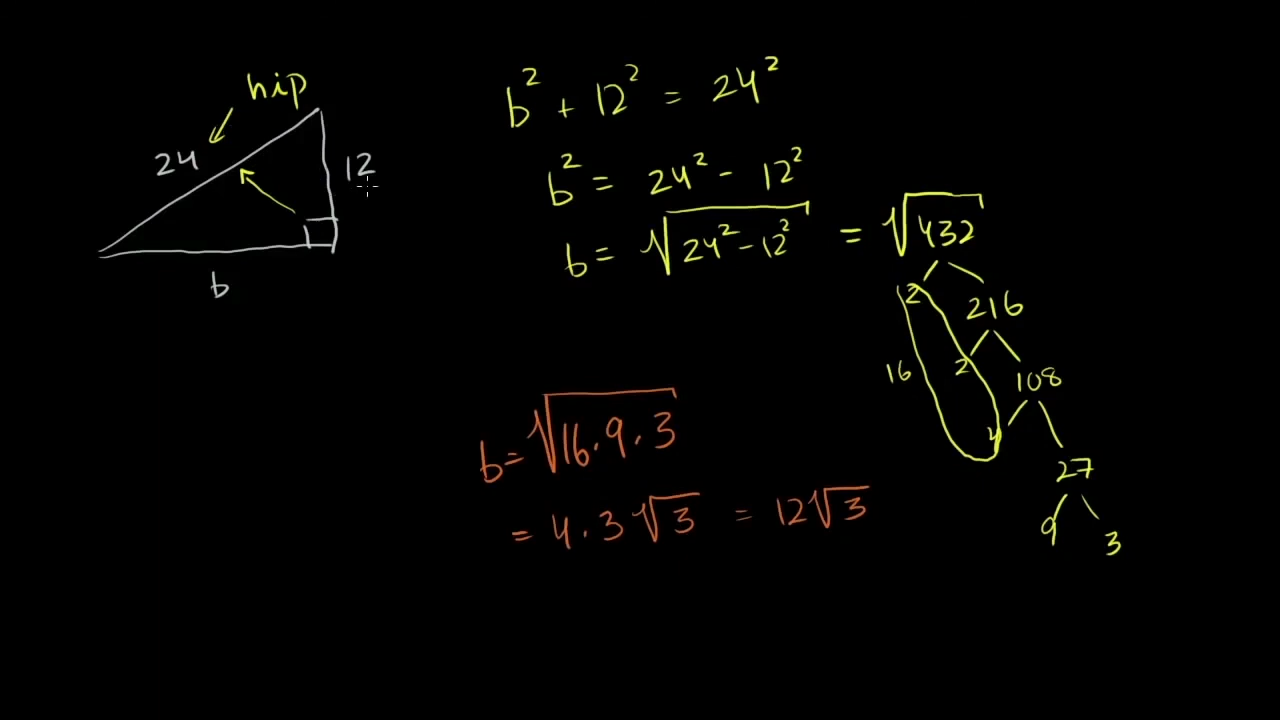 hip
24
12
b
b² + 12² = 24²
b² = 24² - 12²
b = √(24² - 12²) = √432
2 216
16 2 108
4 27
9 3
b = √(16 · 9 · 3)
= 4 · 3√3 = 12√3